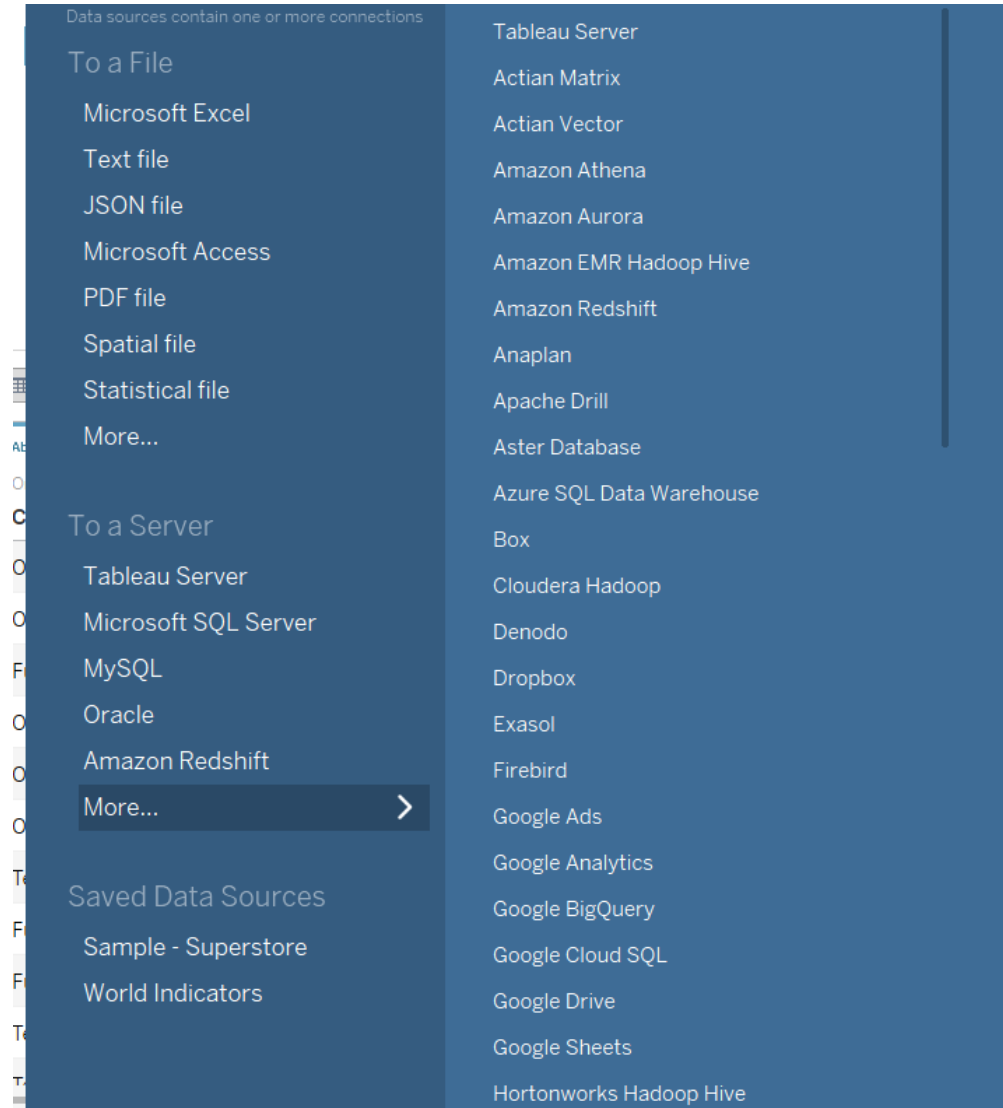 Data sources contain one or more connections
To a File
Microsoft Excel
Text file
JSON file
Microsoft Access
PDF file
Spatial file
Statistical file
More...
To a Server
Tableau Server
Microsoft SQL Server
MySQL
Oracle
Amazon Redshift
More...
Saved Data Sources
Sample - Superstore
World Indicators
Tableau Server
Actian Matrix
Actian Vector
Amazon Athena
Amazon Aurora
Amazon EMR Hadoop Hive
Amazon Redshift
Anaplan
Apache Drill
Aster Database
Azure SQL Data Warehouse
Box
Cloudera Hadoop
Denodo
Dropbox
Exasol
Firebird
Google Ads
Google Analytics
Google BigQuery
Google Cloud SQL
Google Drive
Google Sheets
Hortonworks Hadoop Hive